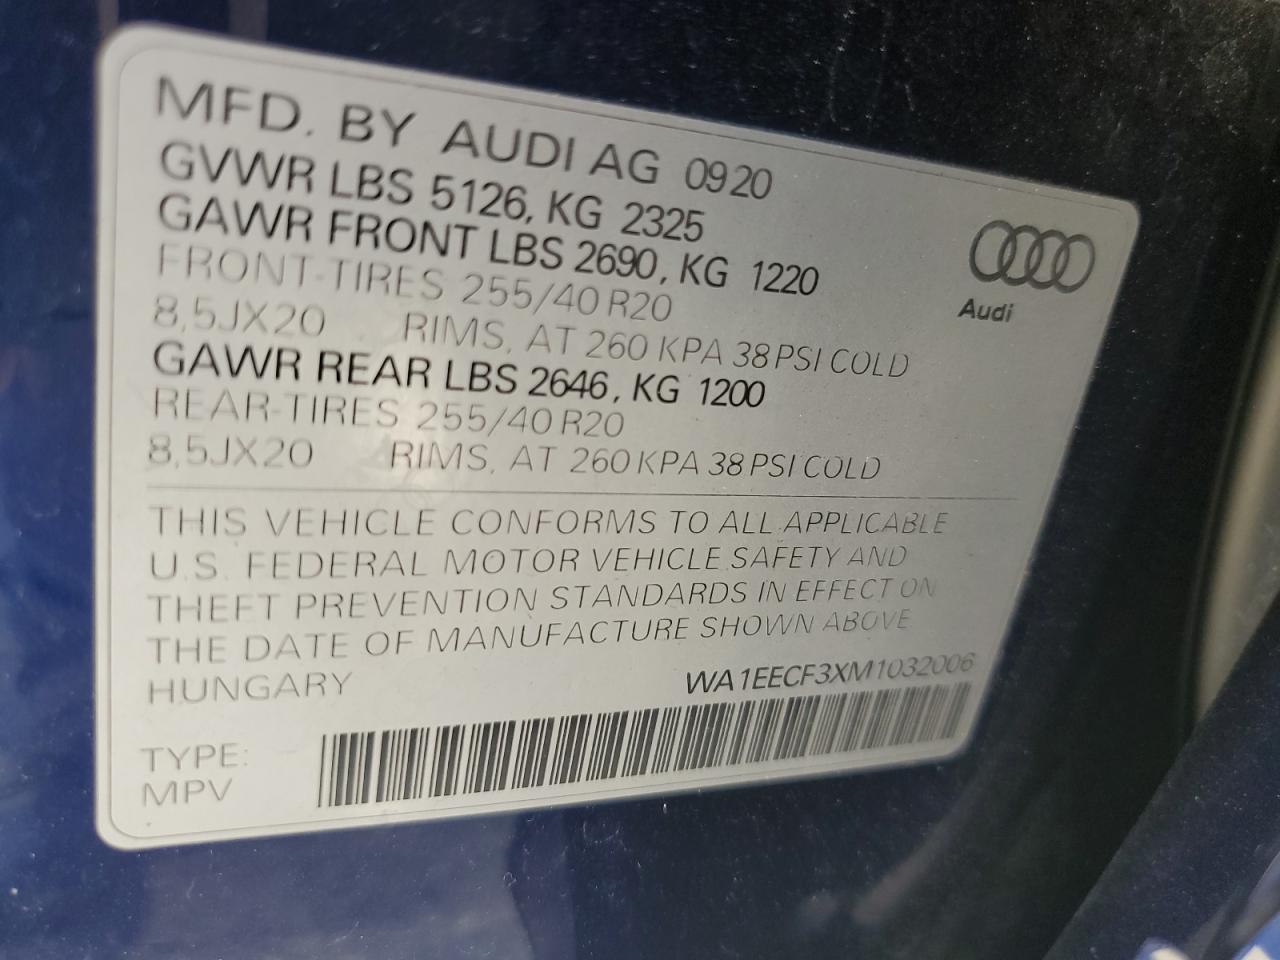 MFD. BY AUDI AG 0920
GVWR LBS 5126, KG 2325
GAWR FRONT LBS 2690, KG 1220
FRONT-TIRES 255/40 R20
8,5JX20 RIMS, AT 260 KPA 38 PSI COLD
GAWR REAR LBS 2646, KG 1200
REAR-TIRES 255/40 R20
8,5JX20 RIMS, AT 260 KPA 38 PSI COLD
Audi
THIS VEHICLE CONFORMS TO ALL APPLICABLE
U.S. FEDERAL MOTOR VEHICLE SAFETY AND
THEFT PREVENTION STANDARDS IN EFFECT ON
THE DATE OF MANUFACTURE SHOWN ABOVE
HUNGARY WA1EECF3XM1032006
TYPE:
MPV